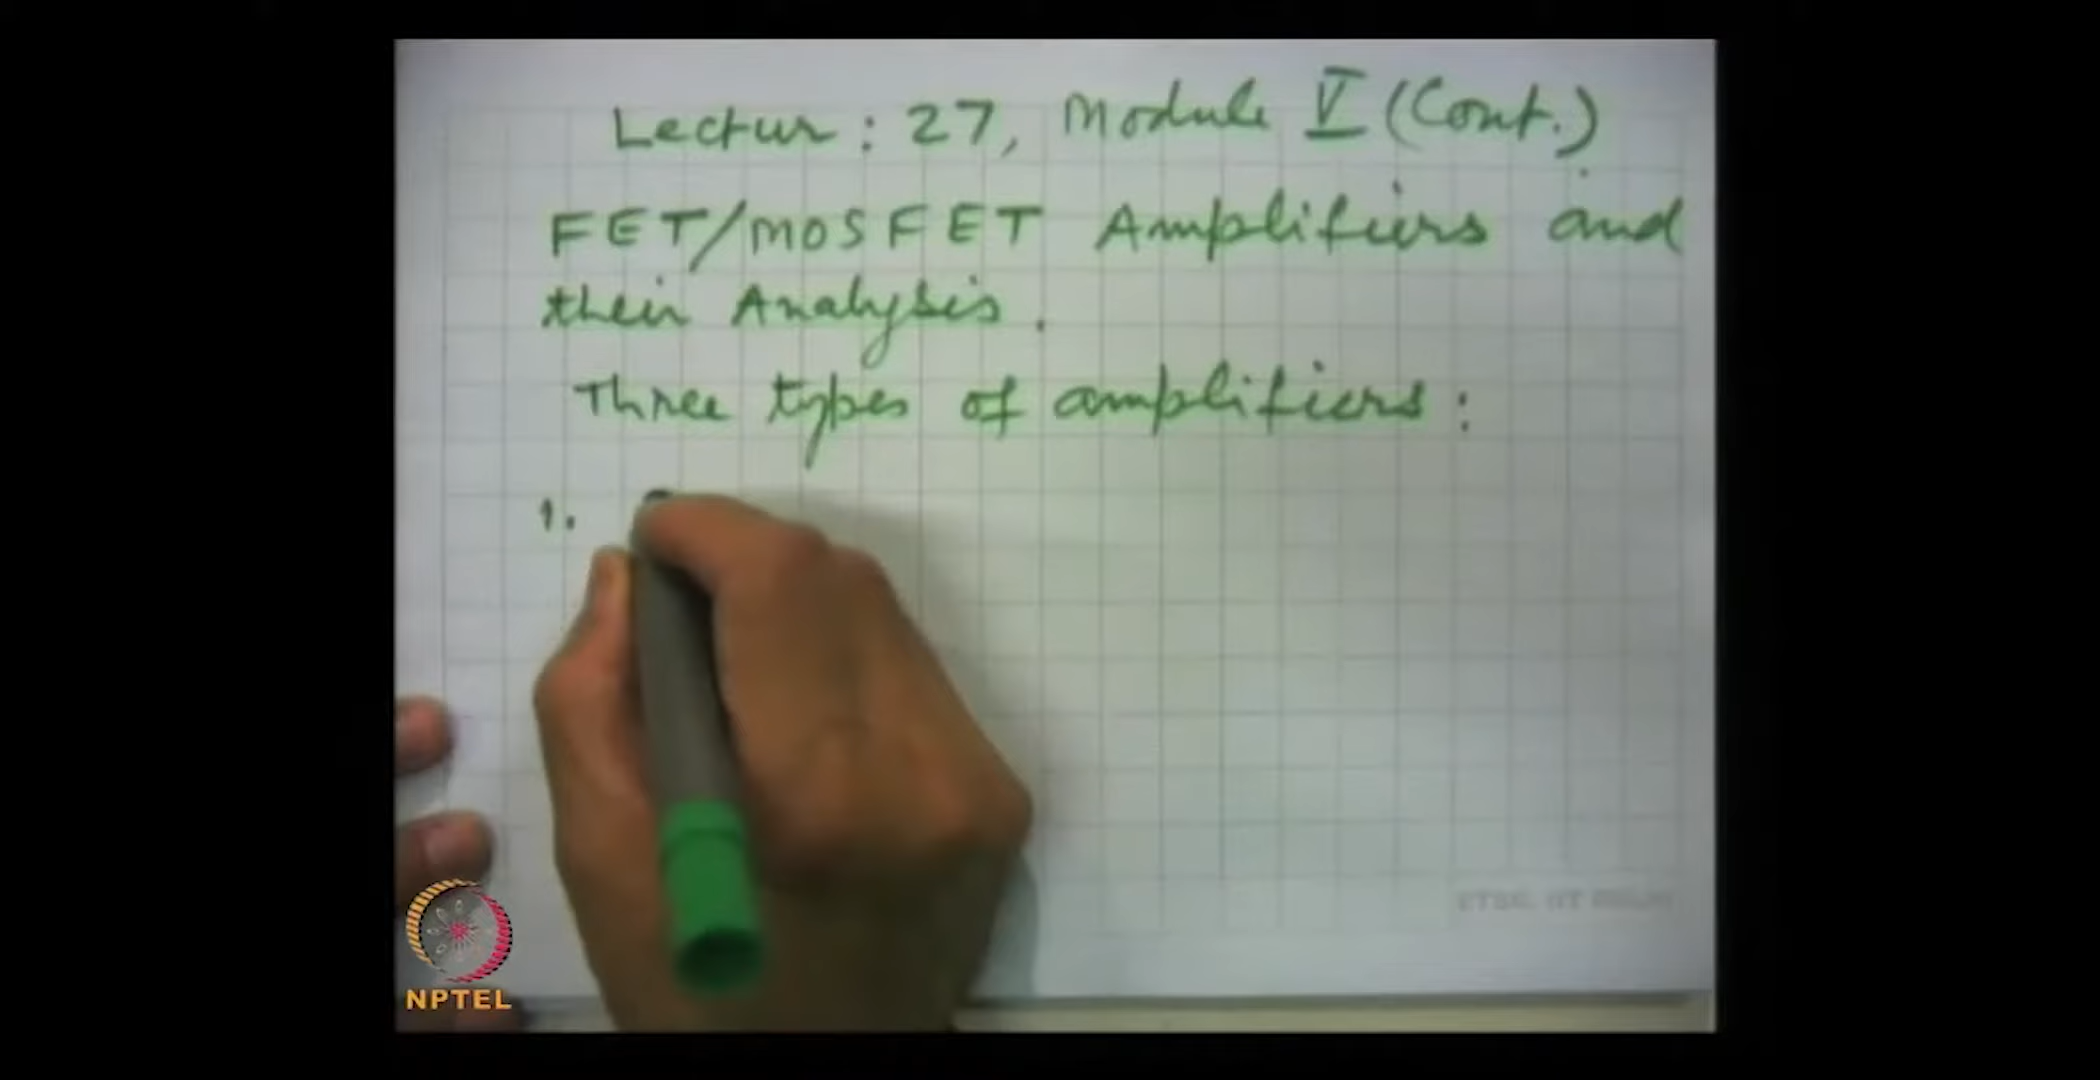 Lectur : 27, Module V (Cont.)
FET/MOSFET Amplifiers and
their Analysis.
Three types of amplifiers :
1.
NPTEL